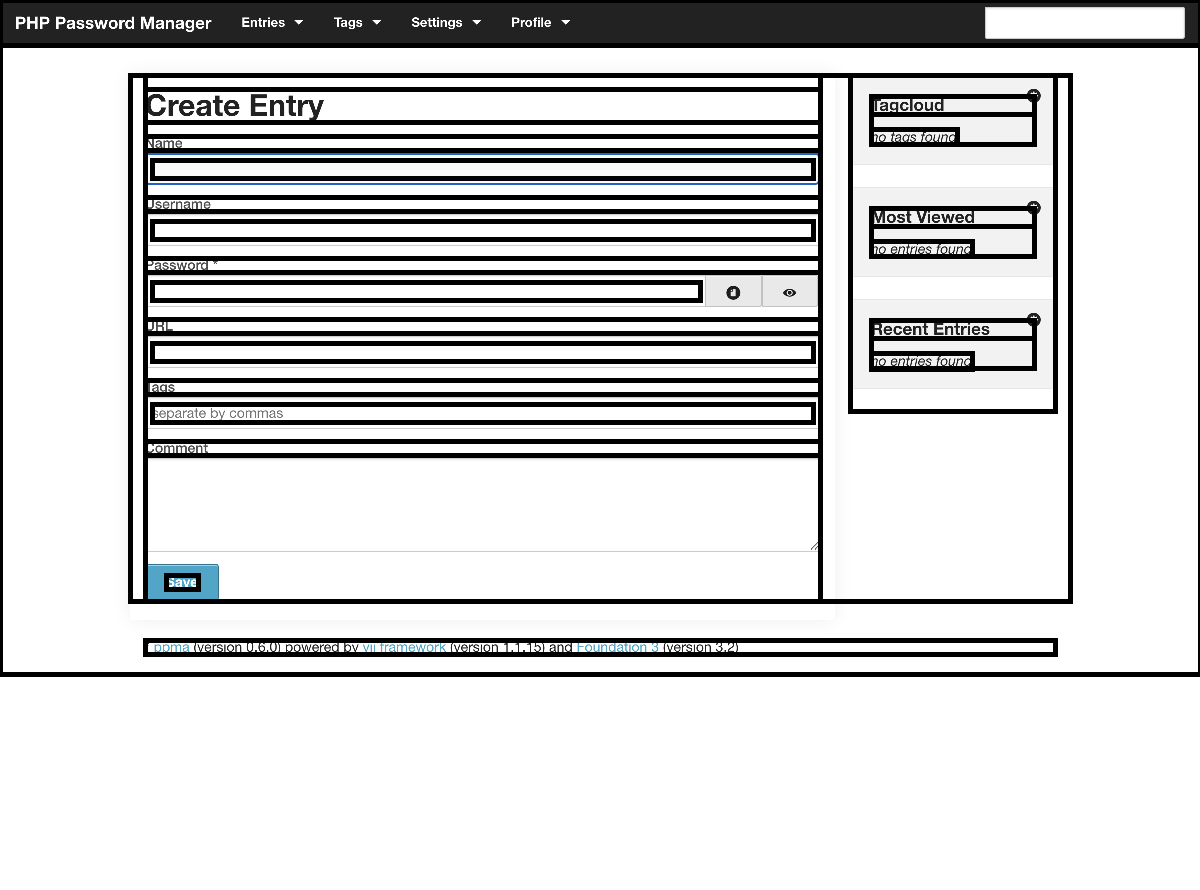 PHP Password Manager Entries Tags Settings Profile
Create Entry
Name
Username
Password *
URL
Tags
separate by commas
Comment
Save
Tagcloud
no tags found
Most Viewed
no entries found
Recent Entries
no entries found
ppma (version 0.6.0) powered by yii framework (version 1.1.15) and Foundation 3 (version 3.2)